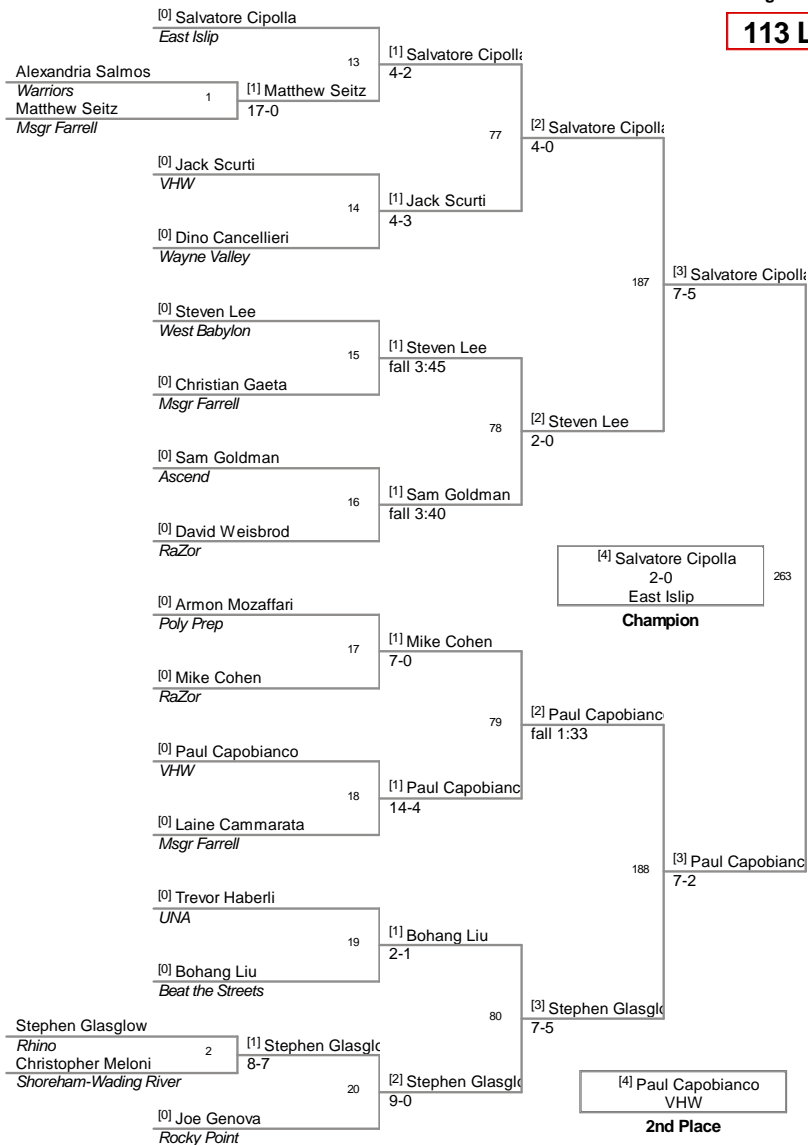 [0] Salvatore Cipolla
East Islip
113 L
13
[1] Salvatore Cipolla
4-2
Alexandria Salmos
Warriors
1
[1] Matthew Seitz
17-0
Matthew Seitz
Msgr Farrell
77
[2] Salvatore Cipolla
4-0
[0] Jack Scurti
VHW
14
[1] Jack Scurti
4-3
[0] Dino Cancellieri
Wayne Valley
187
[3] Salvatore Cipolla
7-5
[0] Steven Lee
West Babylon
15
[1] Steven Lee
fall 3:45
[0] Christian Gaeta
Msgr Farrell
78
[2] Steven Lee
2-0
[0] Sam Goldman
Ascend
16
[1] Sam Goldman
fall 3:40
[0] David Weisbrod
RaZor
[4] Salvatore Cipolla
2-0
East Islip
263
Champion
[0] Armon Mozaffari
Poly Prep
17
[1] Mike Cohen
7-0
[0] Mike Cohen
RaZor
79
[2] Paul Capobianc
fall 1:33
[0] Paul Capobianco
VHW
18
[1] Paul Capobianc
14-4
[0] Laine Cammarata
Msgr Farrell
188
[3] Paul Capobianc
7-2
[0] Trevor Haberli
UNA
19
[1] Bohang Liu
2-1
[0] Bohang Liu
Beat the Streets
80
[3] Stephen Glasglo
7-5
Stephen Glasglow
Rhino
2
[1] Stephen Glasglo
8-7
Christopher Meloni
Shoreham-Wading River
20
[2] Stephen Glasglo
9-0
[0] Joe Genova
Rocky Point
[4] Paul Capobianco
VHW
2nd Place